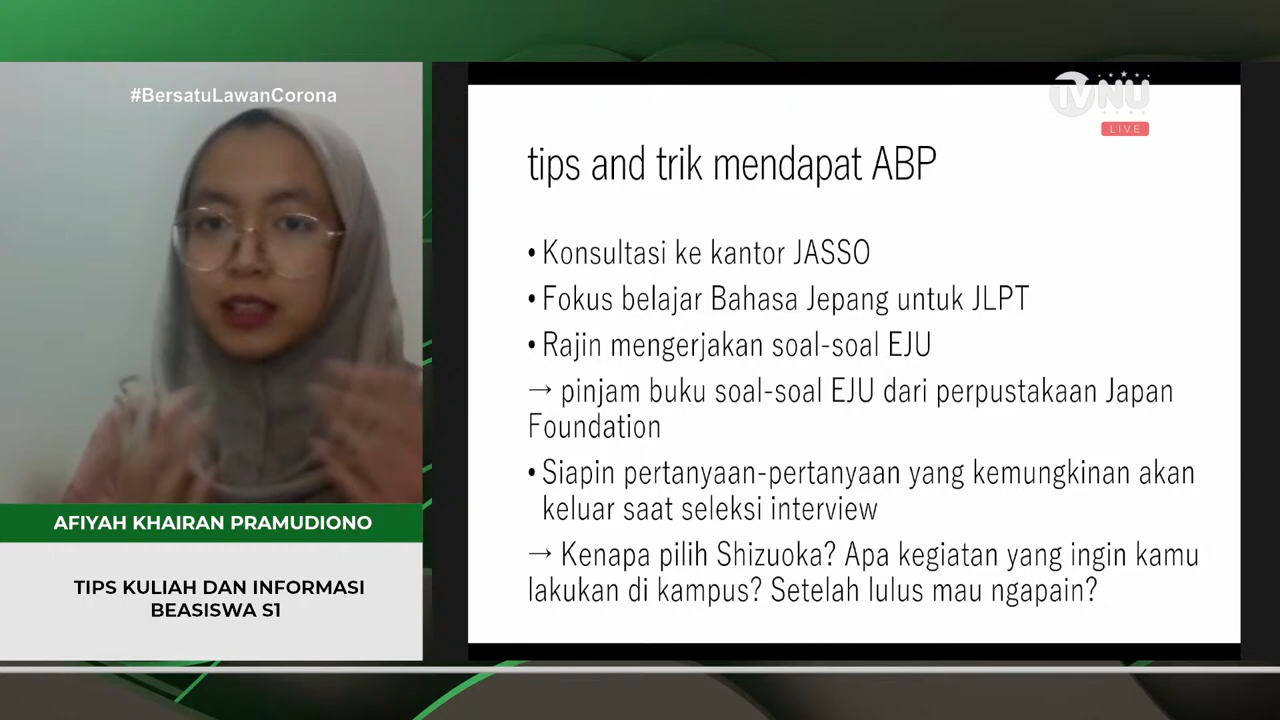 #BersatuLawanCorona
TVNU
LIVE
tips and trik mendapat ABP
• Konsultasi ke kantor JASSO
• Fokus belajar Bahasa Jepang untuk JLPT
• Rajin mengerjakan soal-soal EJU
→ pinjam buku soal-soal EJU dari perpustakaan Japan
Foundation
• Siapin pertanyaan-pertanyaan yang kemungkinan akan
keluar saat seleksi interview
→ Kenapa pilih Shizuoka? Apa kegiatan yang ingin kamu
lakukan di kampus? Setelah lulus mau ngapain?
AFIYAH KHAIRAN PRAMUDIONO
TIPS KULIAH DAN INFORMASI
BEASISWA S1